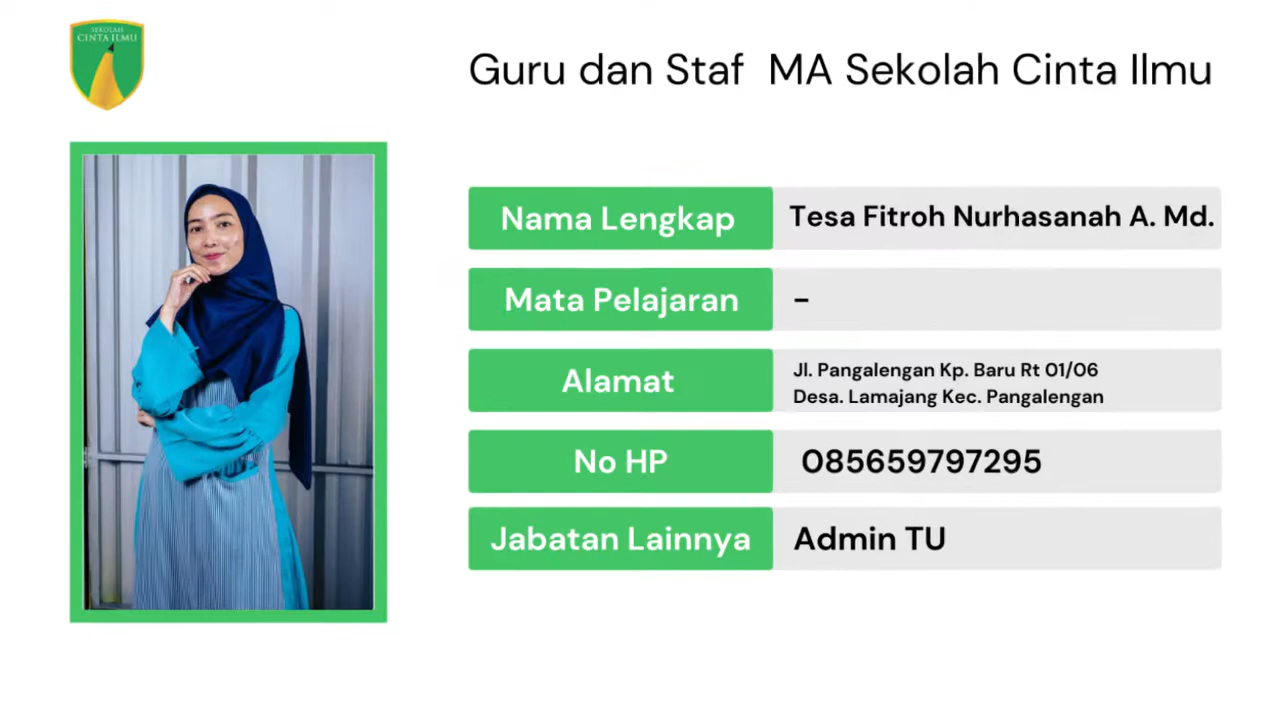 SEKOLAH
CINTA ILMU
Guru dan Staf MA Sekolah Cinta Ilmu
Nama Lengkap Tesa Fitroh Nurhasanah A. Md.
Mata Pelajaran -
Alamat Jl. Pangalengan Kp. Baru Rt 01/06
Desa. Lamajang Kec. Pangalengan
No HP 085659797295
Jabatan Lainnya Admin TU